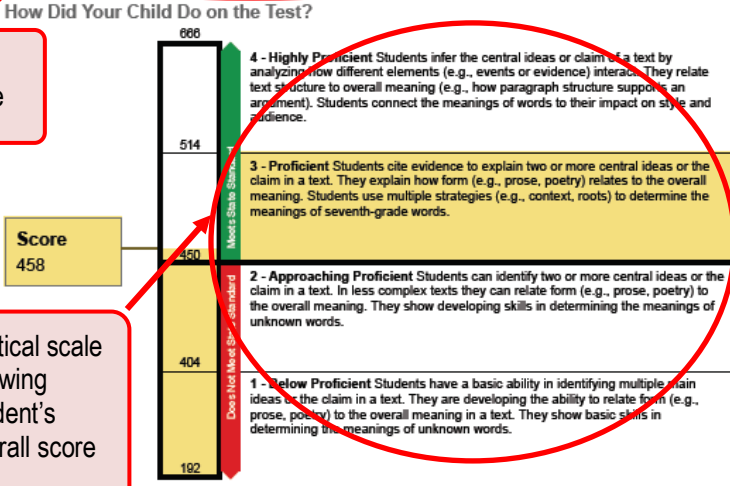 How Did Your Child Do on the Test?
666
4 - Highly Proficient Students infer the central ideas or claim of a text by
analyzing how different elements (e.g., events or evidence) interact. They relate
text structure to overall meaning (e.g., how paragraph structure supports an
argument). Students connect the meanings of words to their impact on style and
audience.
514
3 - Proficient Students cite evidence to explain two or more central ideas or the
claim in a text. They explain how form (e.g., prose, poetry) relates to the overall
meaning. Students use multiple strategies (e.g., context, roots) to determine the
meanings of seventh-grade words.
Meets State Standard
Score
458
450
2 - Approaching Proficient Students can identify two or more central ideas or the
claim in a text. In less complex texts they can relate form (e.g., prose, poetry) to
the overall meaning. They show developing skills in determining the meanings of
unknown words.
Does Not Meet State Standard
404
1 - Below Proficient Students have a basic ability in identifying multiple main
ideas or the claim in a text. They are developing the ability to relate form (e.g.,
prose, poetry) to the overall meaning in a text. They show basic skills in
determining the meanings of unknown words.
192
tical scale
wing
dent's
rall score